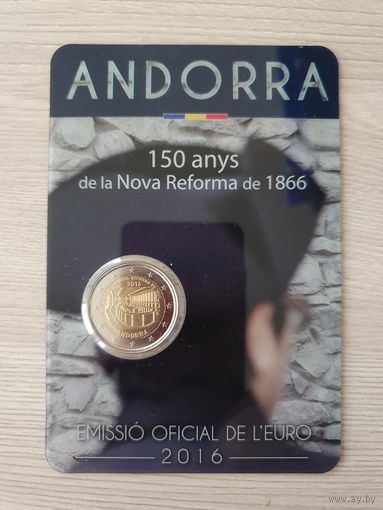 ANDORRA
150 anys
de la Nova Reforma de 1866
2016
ANDORRA
EMISSIÓ OFICIAL DE L'EURO
2016
www.ay.by